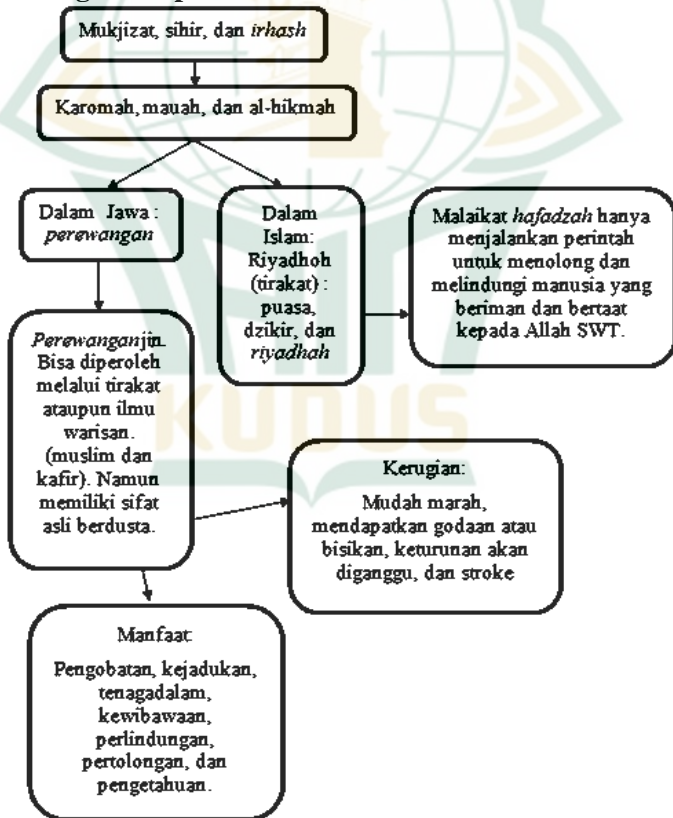 Mukjizat, sihir, dan irhash
Karomah, mauah, dan al-hikmah
Dalam Jawa :
perewangan
Dalam
Islam:
Riyadhoh
(tirakat) :
puasa,
dzikir, dan
riyadhah
Malaikat hafadzah hanya
menjalankan perintah
untuk menolong dan
melindungi manusia yang
beriman dan bertaat
kepada Allah SWT.
Perewanganjin.
Bisa diperoleh
melalui tirakat
ataupun ilmu
warisan.
(muslim dan
kafir). Namun
memiliki sifat
asli berdusta.
Kerugian:
Mudah marah,
mendapatkan godaan atau
bisikan, keturunan akan
diganggu, dan stroke
Manfaat:
Pengobatan, kejadukan,
tenagadalam,
kewibawaan,
perlindungan,
pertolongan, dan
pengetahuan.
KUDUS